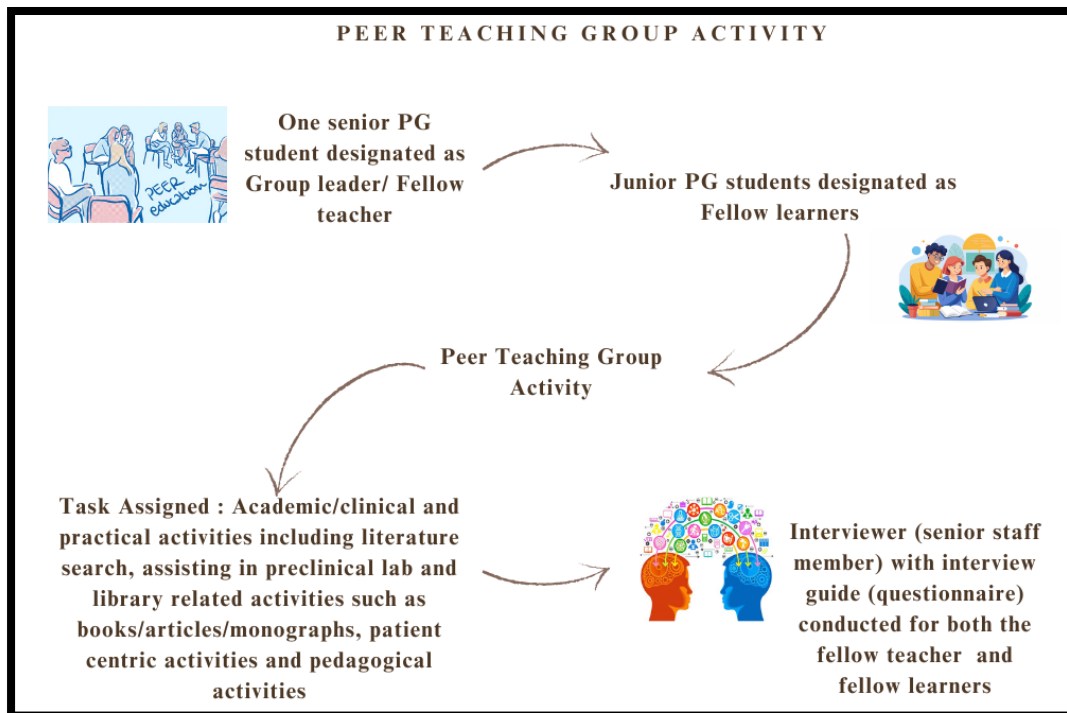 PEER TEACHING GROUP ACTIVITY
One senior PG
student designated as
Group leader/ Fellow
teacher
PEER
education
Junior PG students designated as
Fellow learners
Peer Teaching Group
Activity
Task Assigned : Academic/clinical and
practical activities including literature
search, assisting in preclinical lab and
library related activities such as
books/articles/monographs, patient
centric activities and pedagogical
activities
Interviewer (senior staff
member) with interview
guide (questionnaire)
conducted for both the
fellow teacher and
fellow learners